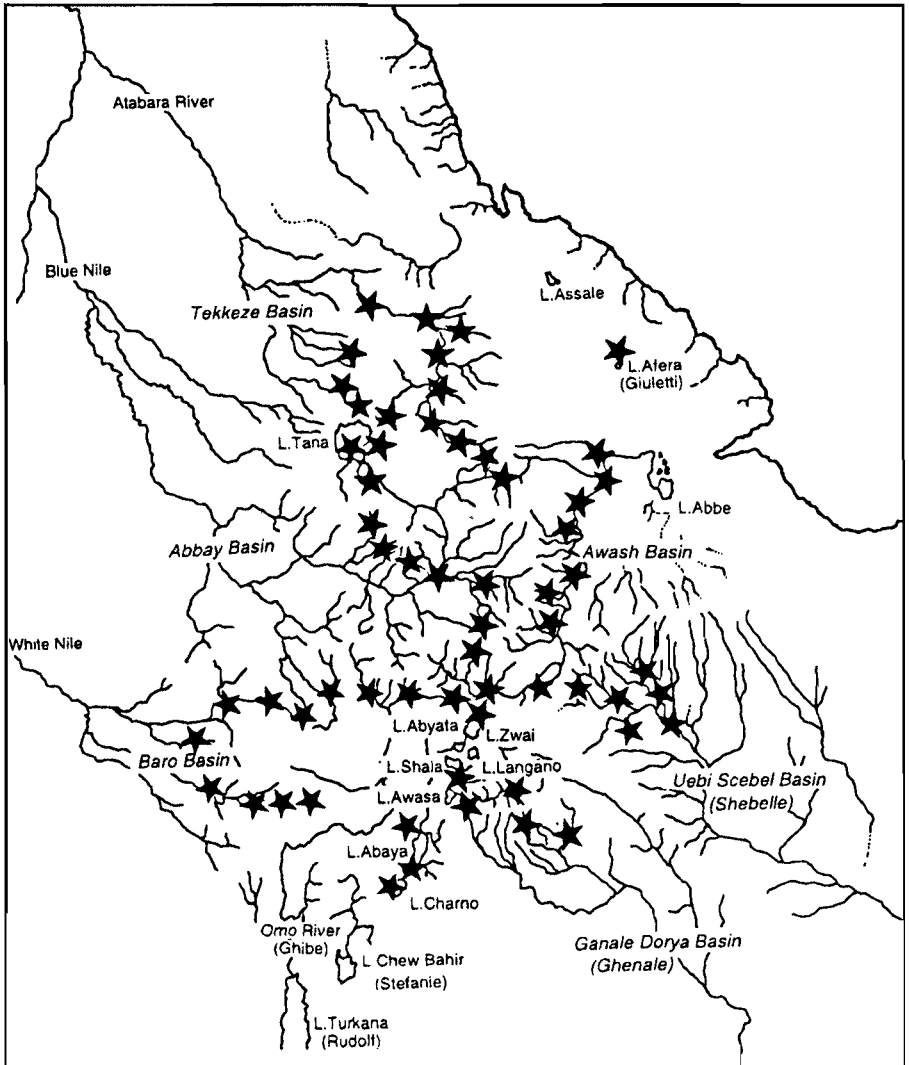 Atabara River
Blue Nile
L.Assale
Tekkeze Basin
L.Afera
(Giuletti)
L.Tana
L.Abbe
Abbay Basin
Awash Basin
White Nile
L.Abyata
L.Zwai
Baro Basin
L.Shala
L.Langano
Uebi Scebel Basin
(Shebelle)
L.Awasa
L.Abaya
L.Charno
Omo River
(Ghibe)
Ganale Dorya Basin
(Ghenale)
L Chew Bahir
(Stefanie)
L.Turkana
(Rudolf)